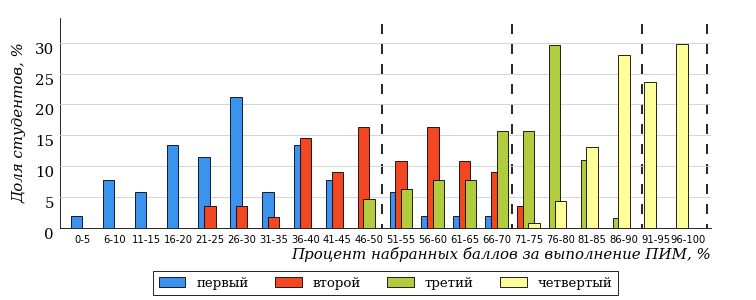 Доля студентов, %
30
25
20
15
10
5
0
0-5 6-10 11-15 16-20 21-25 26-30 31-35 36-40 41-45 46-50 51-55 56-60 61-65 66-70 71-75 76-80 81-85 86-90 91-95 96-100
Процент набранных баллов за выполнение ПИМ, %
первый второй третий четвертый